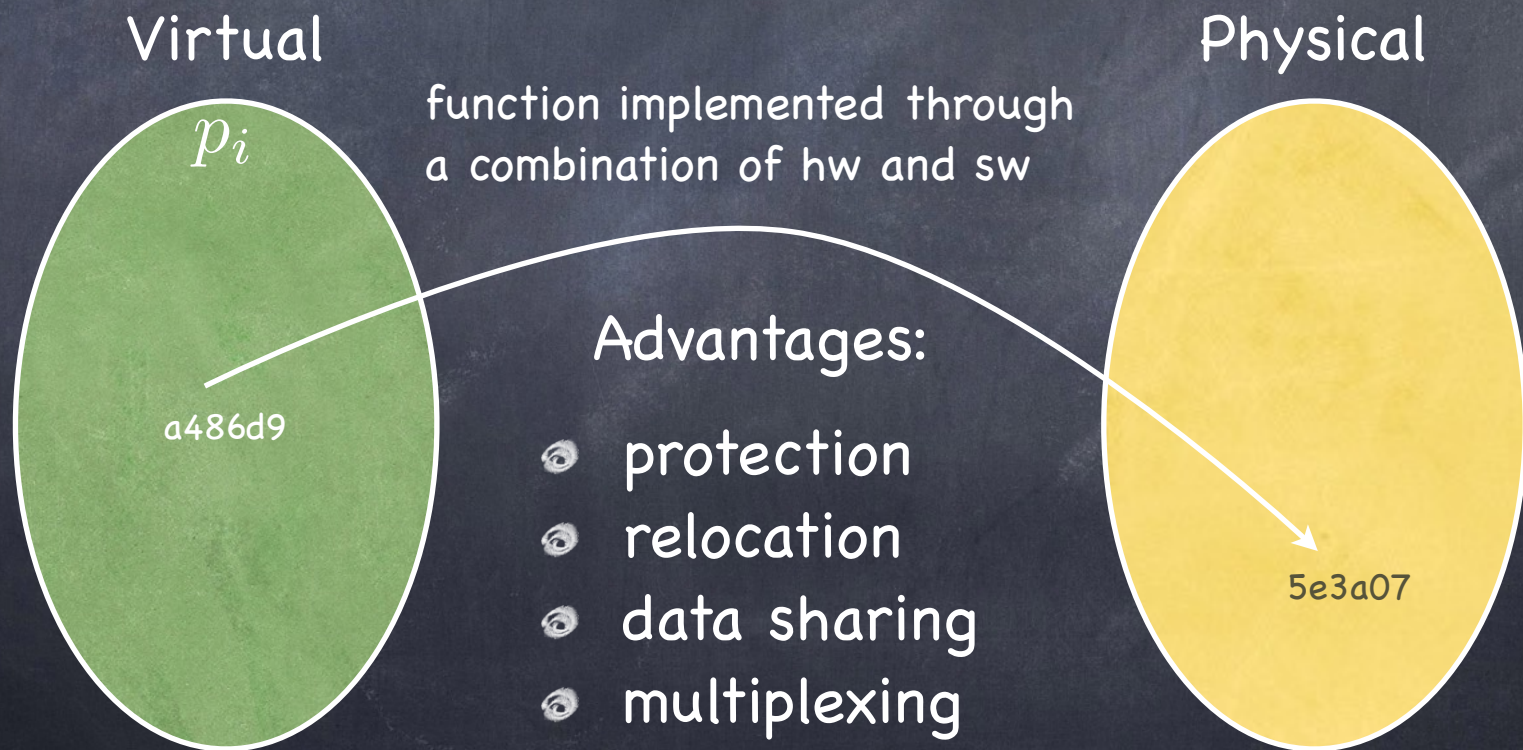 Virtual
Physical
function implemented through
a combination of hw and sw
p_i
a486d9
Advantages:
protection
relocation
data sharing
multiplexing
5e3a07